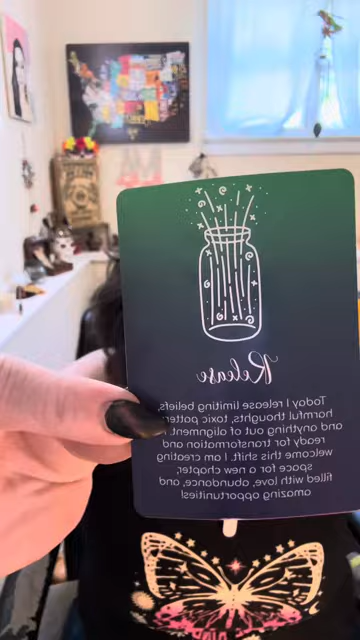 Release
Today I release limiting beliefs,
harmful thoughts, toxic
and anything out of alignment.
ready for transformation and
welcome this shift. I am creating
space for a new chapter,
filled with love, abundance, and
amazing opportunities!